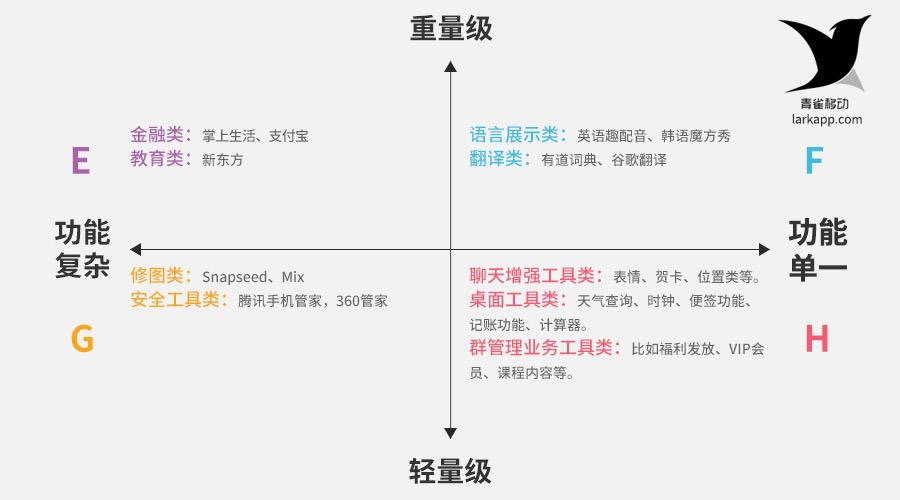 重量级
青雀移动
larkapp.com
E
金融类：掌上生活、支付宝
教育类：新东方
语言展示类：英语趣配音、韩语魔方秀
翻译类：有道词典、谷歌翻译
F
功能
复杂
功能
单一
修图类：Snapseed、Mix
安全工具类：腾讯手机管家，360管家
G
聊天增强工具类：表情、贺卡、位置类等。
桌面工具类：天气查询、时钟、便签功能、
记账功能、计算器。
群管理业务工具类：比如福利发放、VIP会
员、课程内容等。
H
轻量级